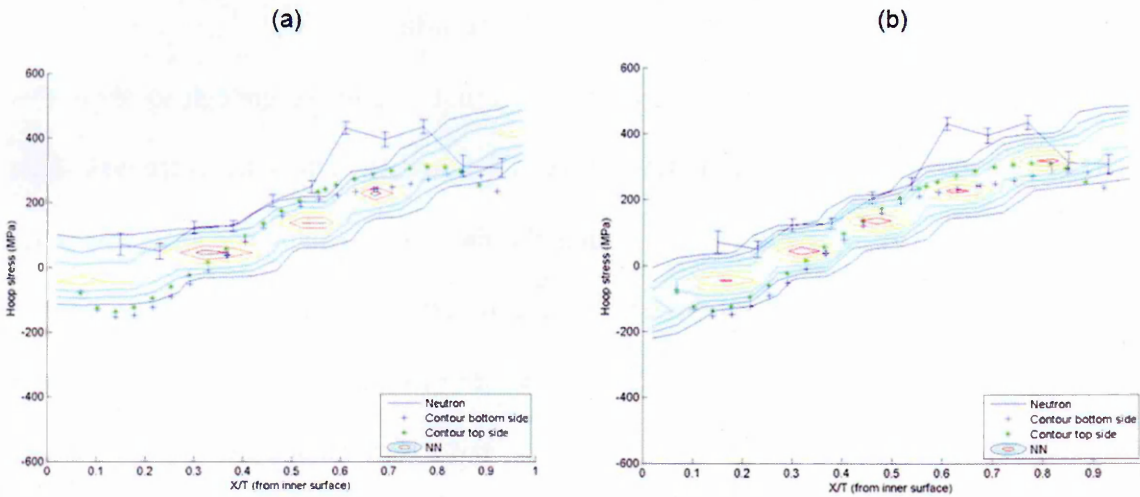 (a)
(b)
600
400
200
0
-200
-400
-600
Hoop stress (MPa)
0 0.1 0.2 0.3 0.4 0.5 0.6 0.7 0.8 0.9 1
X/T (from inner surface)
Neutron
Contour bottom side
Contour top side
NN
600
400
200
0
-200
-400
-600
Hoop stress (MPa)
0 0.1 0.2 0.3 0.4 0.5 0.6 0.7 0.8 0.9
X/T (from inner surface)
Neutron
Contour bottom side
Contour top side
NN